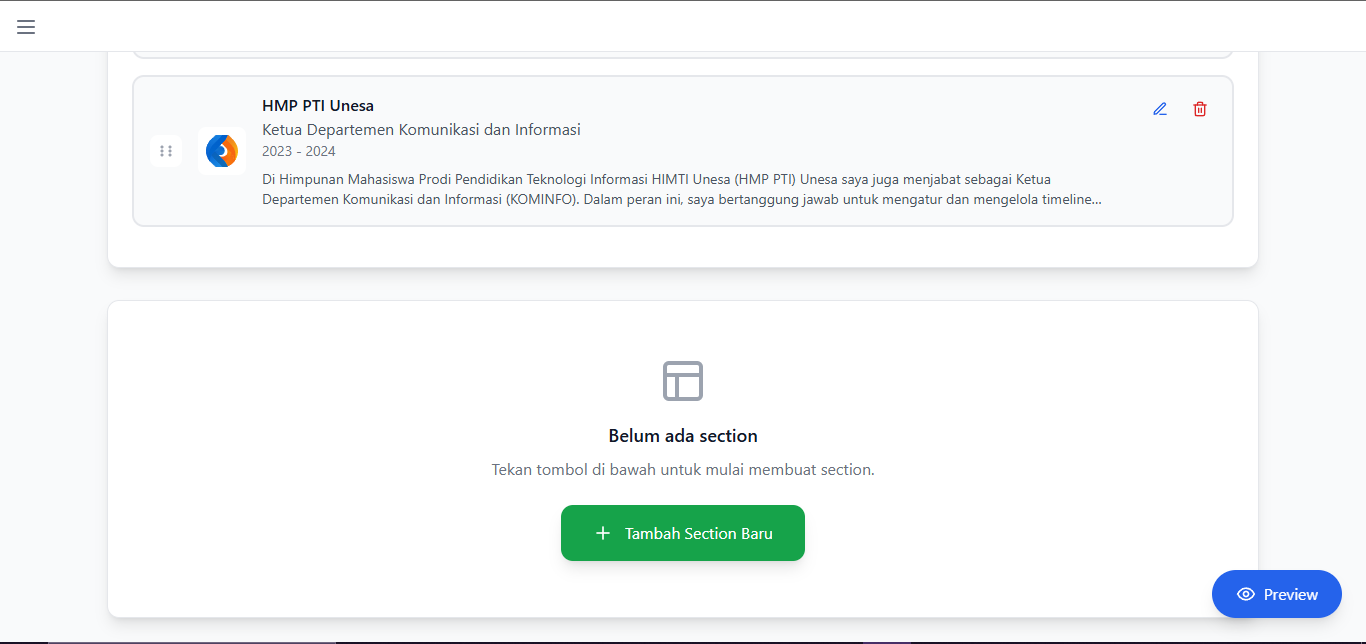 HMP PTI Unesa
Ketua Departemen Komunikasi dan Informasi
2023 - 2024
Di Himpunan Mahasiswa Prodi Pendidikan Teknologi Informasi HIMTI Unesa (HMP PTI) Unesa saya juga menjabat sebagai Ketua
Departemen Komunikasi dan Informasi (KOMINFO). Dalam peran ini, saya bertanggung jawab untuk mengatur dan mengelola timeline...
Belum ada section
Tekan tombol di bawah untuk mulai membuat section.
Tambah Section Baru
Preview